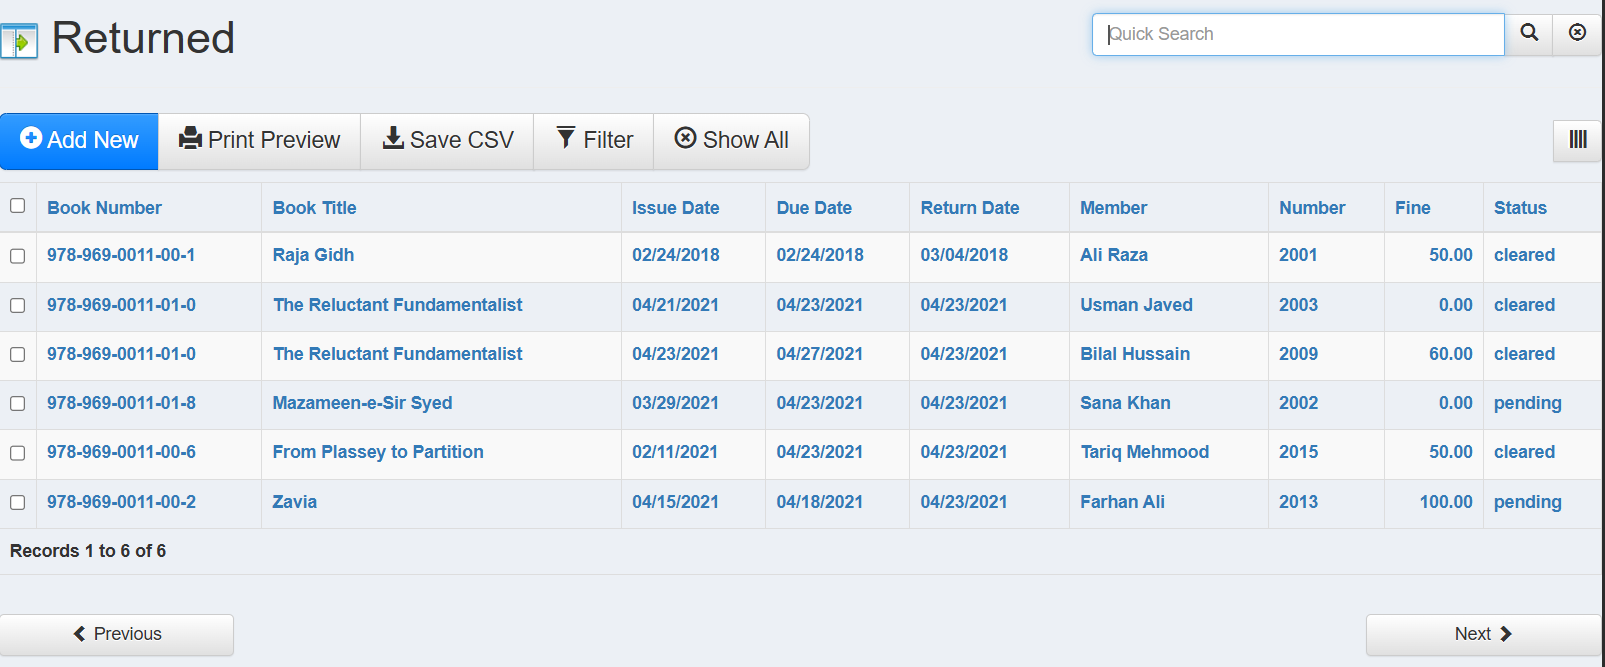 Returned
Quick Search
Add New Print Preview Save CSV Filter Show All
Book Number Book Title Issue Date Due Date Return Date Member Number Fine Status
978-969-0011-00-1 Raja Gidh 02/24/2018 02/24/2018 03/04/2018 Ali Raza 2001 50.00 cleared
978-969-0011-01-0 The Reluctant Fundamentalist 04/21/2021 04/23/2021 04/23/2021 Usman Javed 2003 0.00 cleared
978-969-0011-01-0 The Reluctant Fundamentalist 04/23/2021 04/27/2021 04/23/2021 Bilal Hussain 2009 60.00 cleared
978-969-0011-01-8 Mazameen-e-Sir Syed 03/29/2021 04/23/2021 04/23/2021 Sana Khan 2002 0.00 pending
978-969-0011-00-6 From Plassey to Partition 02/11/2021 04/23/2021 04/23/2021 Tariq Mehmood 2015 50.00 cleared
978-969-0011-00-2 Zavia 04/15/2021 04/18/2021 04/23/2021 Farhan Ali 2013 100.00 pending
Records 1 to 6 of 6
Previous Next